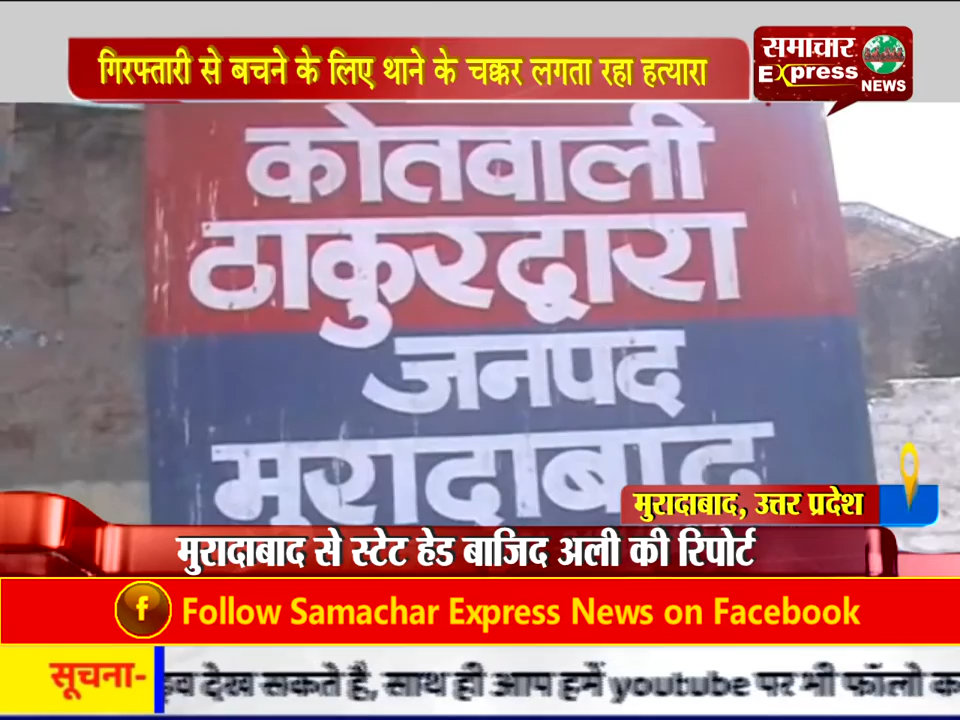 गिरफ्तारी से बचने के लिए थाने के चक्कर लगता रहा हत्यारा
समाचार
Express
NEWS
कोतवाली
ठाकुरद्वारा
जनपद
मुरादाबाद
मुरादाबाद, उत्तर प्रदेश
मुरादाबाद से स्टेट हेड बाजिद अली की रिपोर्ट
f Follow Samachar Express News on Facebook
सूचना- देख सकते है, साथ ही आप हमें youtube पर भी फॉलो